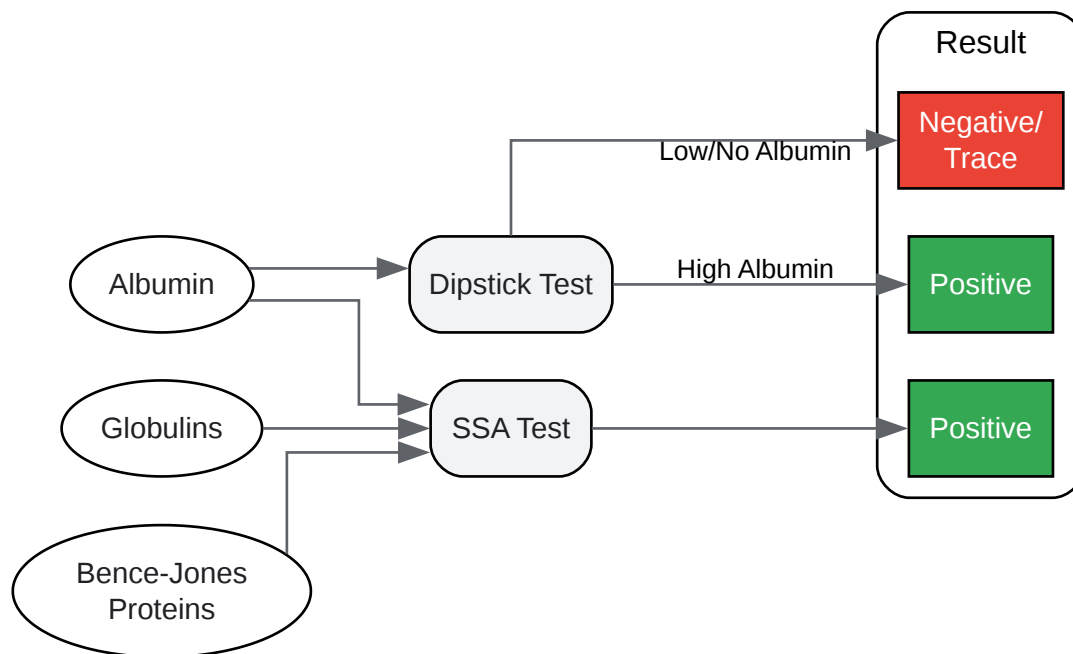 Result
Negative/
Trace
Low/No Albumin
Albumin
Dipstick Test
High Albumin
Positive
Globulins
SSA Test
Positive
Bence-Jones
Proteins